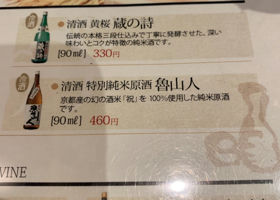 清酒 黄桜 蔵の詩
伝統の本格三段仕込みで丁寧に発酵させた、深い
味わいとコクが特徴の純米酒です。
[90㎖] 330円
清酒 特別純米原酒 魯山人
京都産の幻の酒米「祝」を100%使用した純米原酒
です。
[90㎖] 460円
WINE